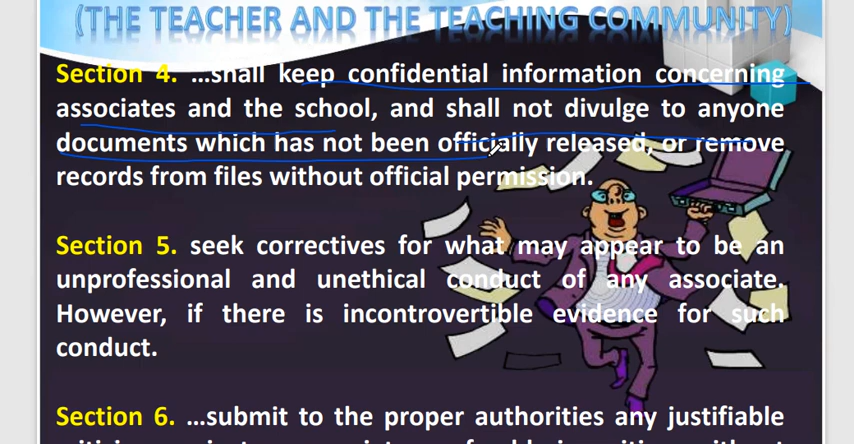 (THE TEACHER AND THE TEACHING COMMUNITY)
Section 4. ...shall keep confidential information concerning
associates and the school, and shall not divulge to anyone
documents which has not been officially released, or remove
records from files without official permission.
Section 5. seek correctives for what may appear to be an
unprofessional and unethical conduct of any associate.
However, if there is incontrovertible evidence for such
conduct.
Section 6. ...submit to the proper authorities any justifiable